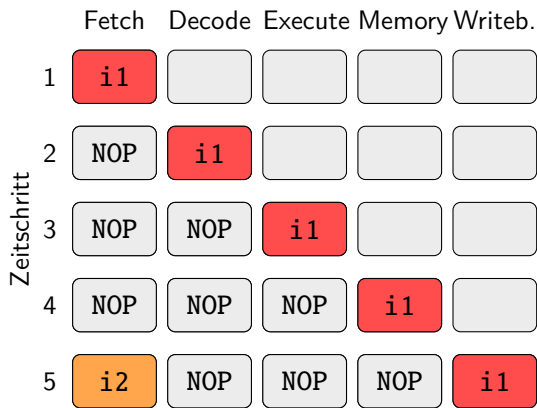 Fetch Decode Execute Memory Writeb.
1 i1
2 NOP i1
3 NOP NOP i1
4 NOP NOP NOP i1
5 i2 NOP NOP NOP i1
Zeitschritt